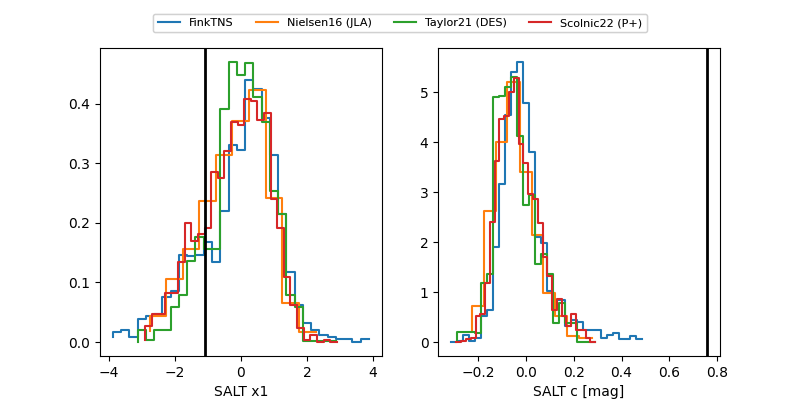 FinkTNS Nielsen16 (JLA) Taylor21 (DES) Scolnic22 (P+)
0.4
0.3
0.2
0.1
0.0
−4 −2 0 2 4
SALT x1
5
4
3
2
1
0
−0.2 0.0 0.2 0.4 0.6 0.8
SALT c [mag]